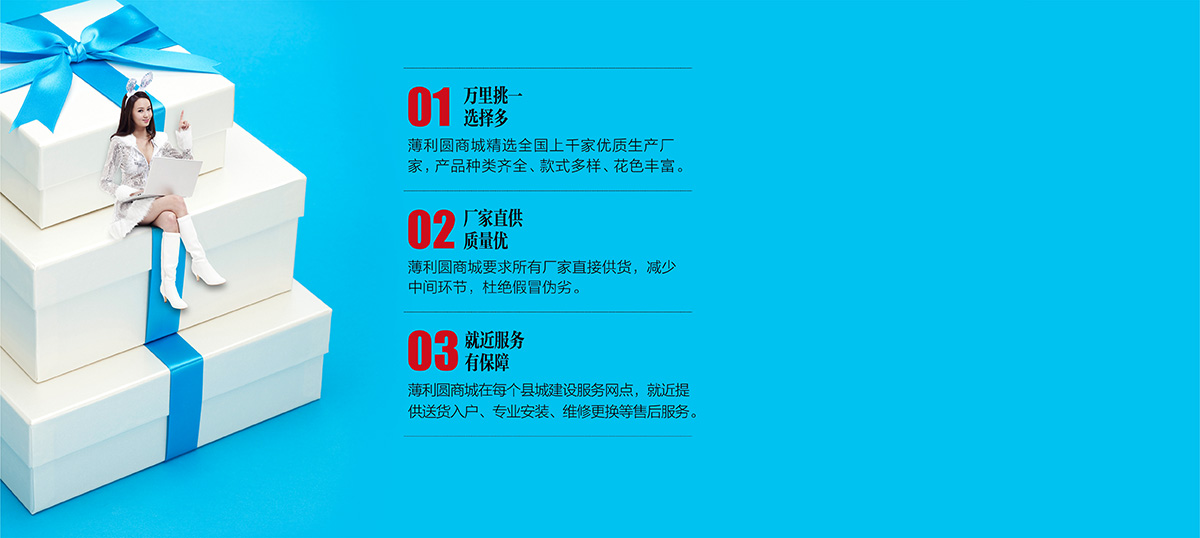 01 万里挑一
选择多
薄利圆商城精选全国上千家优质生产厂
家，产品种类齐全、款式多样、花色丰富。
02 厂家直供
质量优
薄利圆商城要求所有厂家直接供货，减少
中间环节，杜绝假冒伪劣。
03 就近服务
有保障
薄利圆商城在每个县城建设服务网点，就近提
供送货入户、专业安装、维修更换等售后服务。